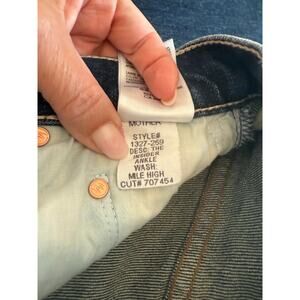 MOTHER
STYLE#
1327-259
DESC: THE
INSIDER
ANKLE
WASH:
MILE HIGH
CUT# 707454